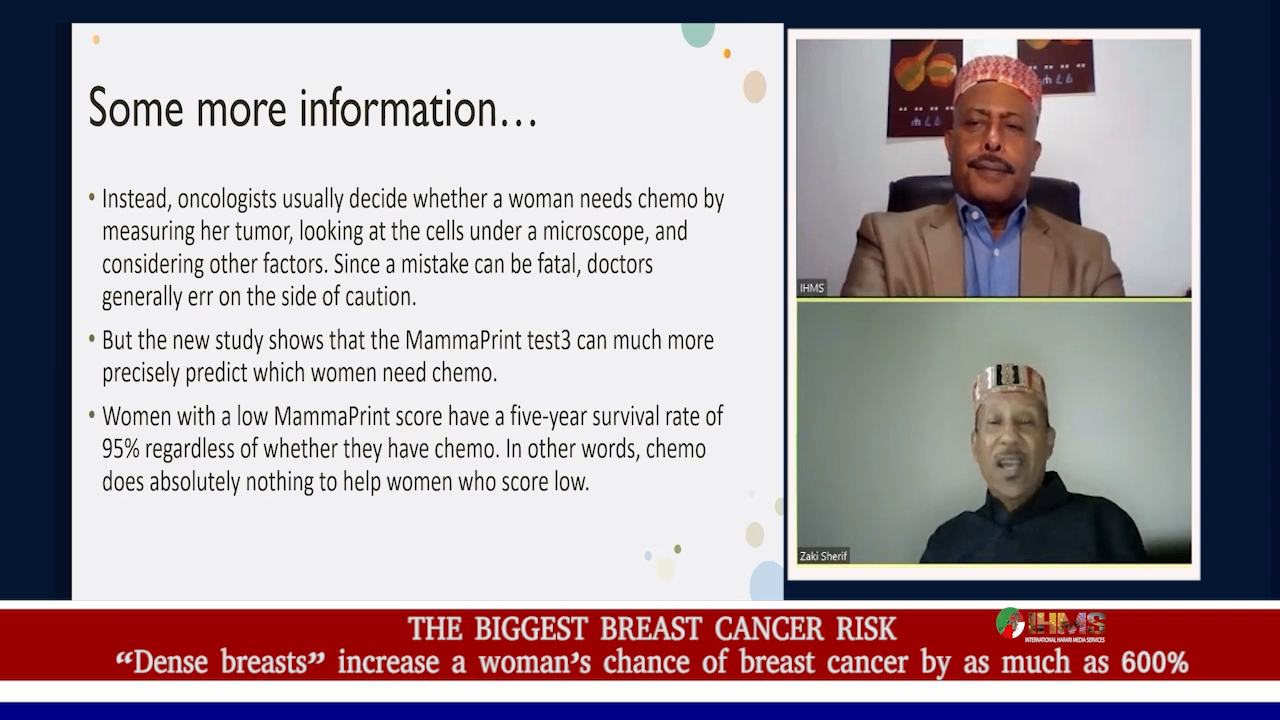 Some more information…
• Instead, oncologists usually decide whether a woman needs chemo by
measuring her tumor, looking at the cells under a microscope, and
considering other factors. Since a mistake can be fatal, doctors
generally err on the side of caution.
• But the new study shows that the MammaPrint test3 can much more
precisely predict which women need chemo.
• Women with a low MammaPrint score have a five-year survival rate of
95% regardless of whether they have chemo. In other words, chemo
does absolutely nothing to help women who score low.
IHMS
Zaki Sherif
THE BIGGEST BREAST CANCER RISK
IHMS
INTERNATIONAL HARARI MEDIA SERVICES
“Dense breasts” increase a woman’s chance of breast cancer by as much as 600%